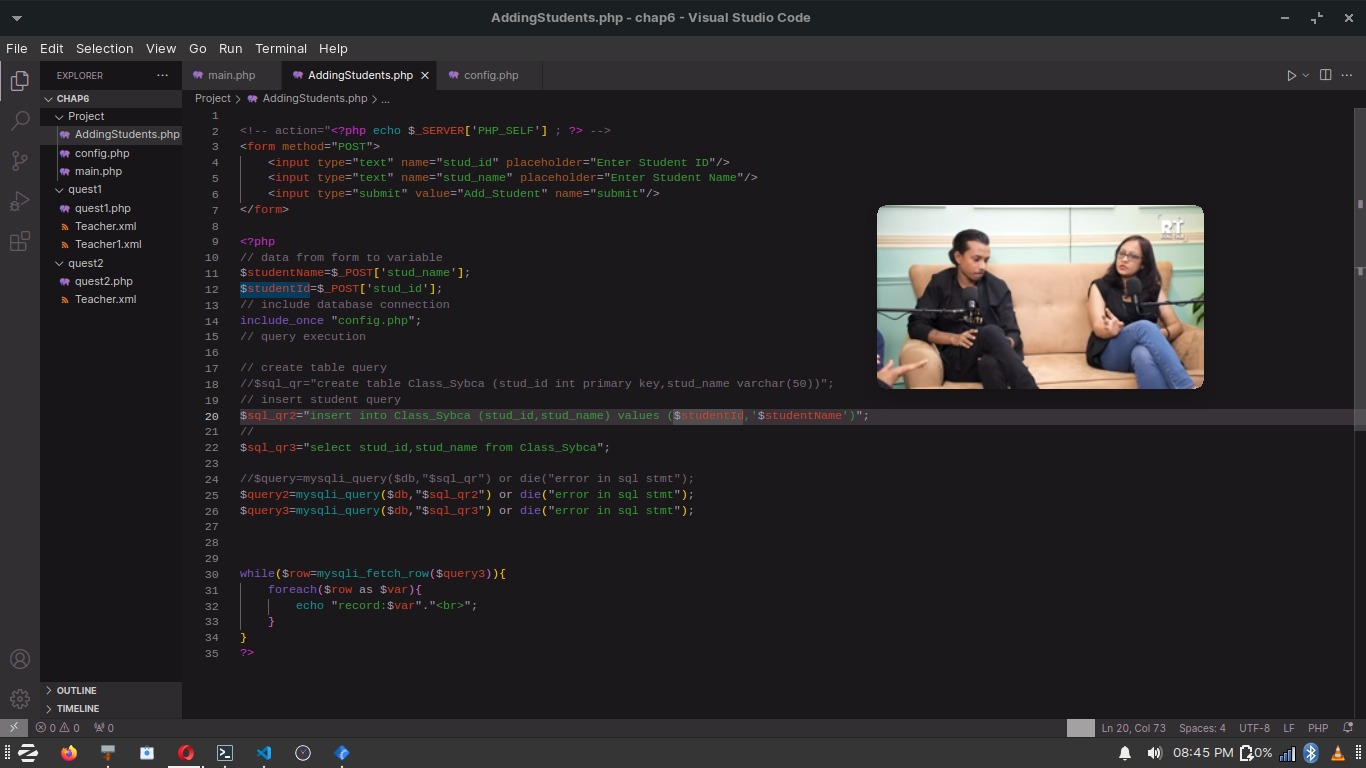 AddingStudents.php - chap6 - Visual Studio Code
File Edit Selection View Go Run Terminal Help
EXPLORER
CHAP6
Project
AddingStudents.php
config.php
main.php
quest1
quest1.php
Teacher.xml
Teacher1.xml
quest2
quest2.php
Teacher.xml
OUTLINE
TIMELINE
main.php AddingStudents.php config.php
Project AddingStudents.php ...
1
2 <!-- action="<?php echo $_SERVER['PHP_SELF'] ; ?> -->
3 <form method="POST">
4 <input type="text" name="stud_id" placeholder="Enter Student ID"/>
5 <input type="text" name="stud_name" placeholder="Enter Student Name"/>
6 <input type="submit" value="Add_Student" name="submit"/>
7 </form>
8
9 <?php
10 // data from form to variable
11 $studentName=$_POST['stud_name'];
12 $studentId=$_POST['stud_id'];
13 // include database connection
14 include_once "config.php";
15 // query execution
16
17 // create table query
18 //$sql_qr="create table Class_Sybca (stud_id int primary key,stud_name varchar(50))";
19 // insert student query
20 $sql_qr2="insert into Class_Sybca (stud_id,stud_name) values ($studentId,'$studentName')";
21 //
22 $sql_qr3="select stud_id,stud_name from Class_Sybca";
23
24 //$query=mysqli_query($db,"$sql_qr") or die("error in sql stmt");
25 $query2=mysqli_query($db,"$sql_qr2") or die("error in sql stmt");
26 $query3=mysqli_query($db,"$sql_qr3") or die("error in sql stmt");
27
28
29
30 while($row=mysqli_fetch_row($query3)){
31 foreach($row as $var){
32 echo "record:$var"."<br>";
33 }
34 }
35 ?>
RT
0 0 0
Ln 20, Col 73 Spaces: 4 UTF-8 LF PHP
08:45 PM